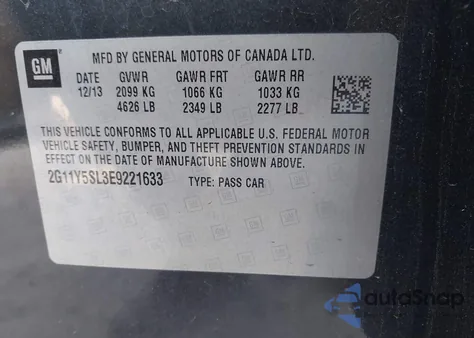 GM
MFD BY GENERAL MOTORS OF CANADA LTD.
DATE GVWR GAWR FRT GAWR RR
12/13 2099 KG 1066 KG 1033 KG
4626 LB 2349 LB 2277 LB
THIS VEHICLE CONFORMS TO ALL APPLICABLE U.S. FEDERAL MOTOR
VEHICLE SAFETY, BUMPER, AND THEFT PREVENTION STANDARDS IN
EFFECT ON THE DATE OF MANUFACTURE SHOWN ABOVE.
2G11Y5SL3E9221633 TYPE: PASS CAR
autoSnap